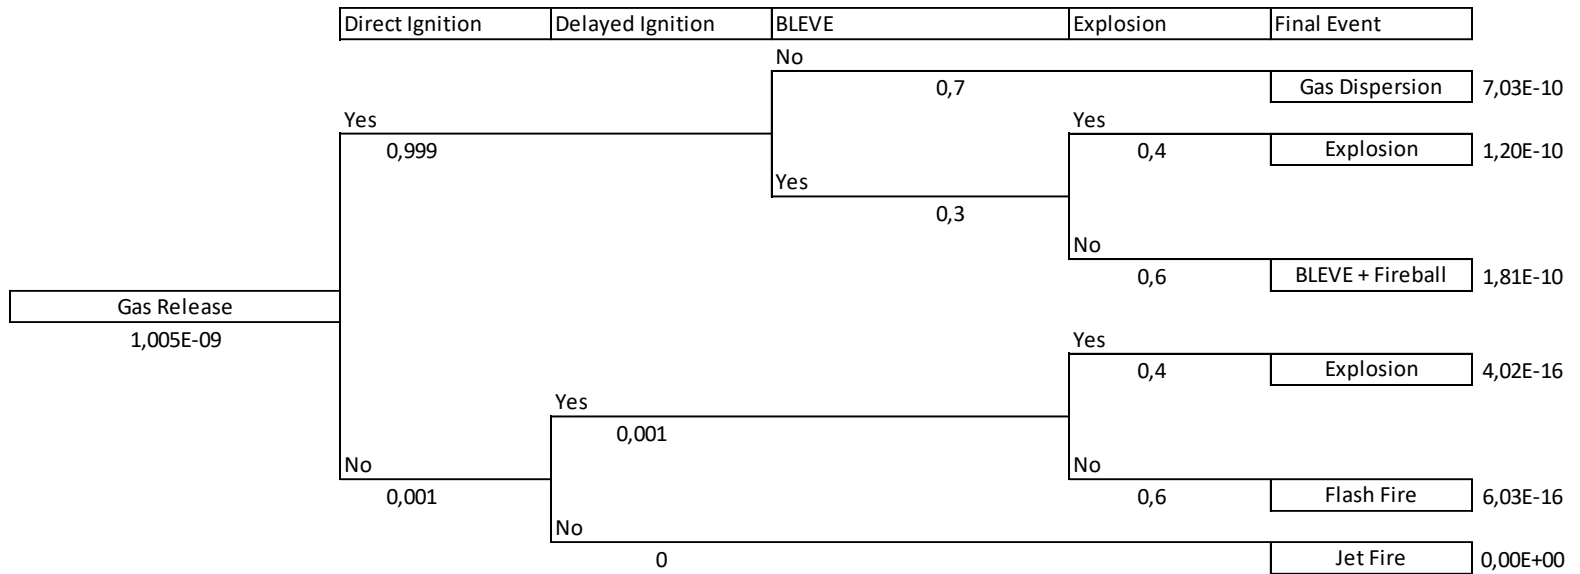 Direct Ignition Delayed Ignition BLEVE Explosion Final Event
No
0,7 Gas Dispersion 7,03E-10
Yes Yes
0,999 0,4 Explosion 1,20E-10
Yes
0,3
No
0,6 BLEVE + Fireball 1,81E-10
Gas Release
1,005E-09
Yes
0,4 Explosion 4,02E-16
Yes
0,001
No No
0,001 0,6 Flash Fire 6,03E-16
No
0 Jet Fire 0,00E+00